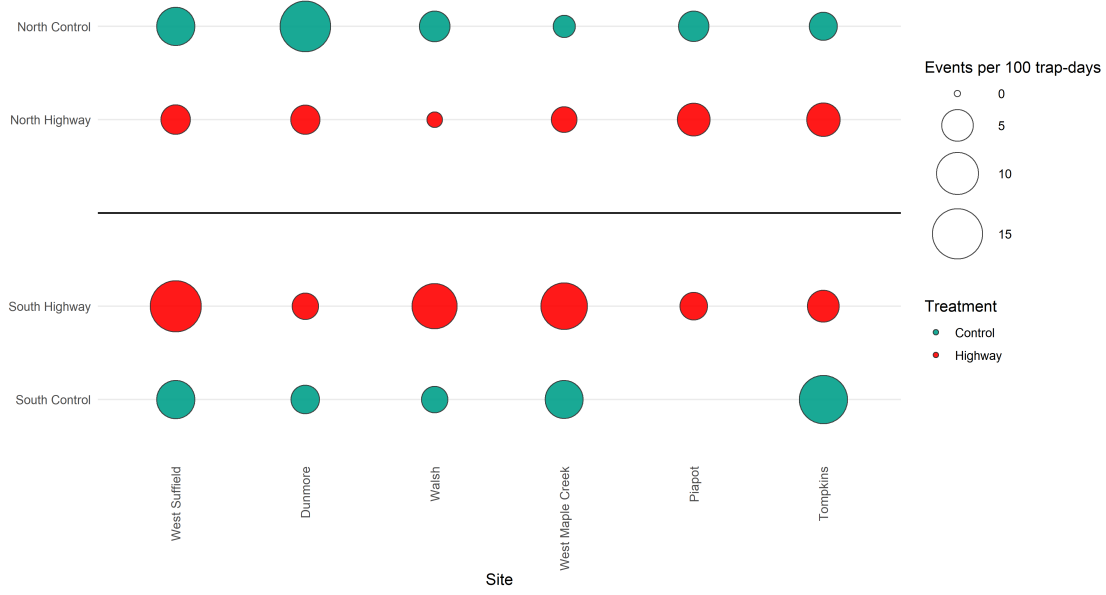 North Control
North Highway
South Highway
South Control
West Suffield
Dunmore
Walsh
West Maple Creek
Piapot
Tompkins
Site
Events per 100 trap-days
0
5
10
15
Treatment
Control
Highway